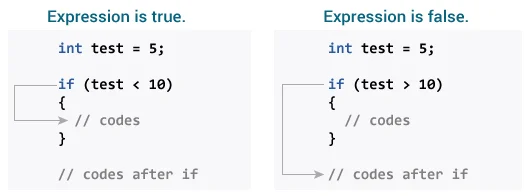 Expression is true.
int test = 5;
if (test < 10)
{
// codes
}
// codes after if
Expression is false.
int test = 5;
if (test > 10)
{
// codes
}
// codes after if